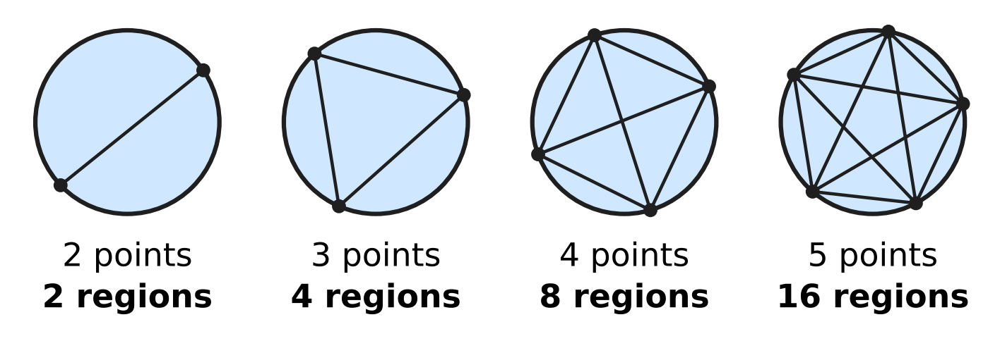 2 points
2 regions
3 points
4 regions
4 points
8 regions
5 points
16 regions